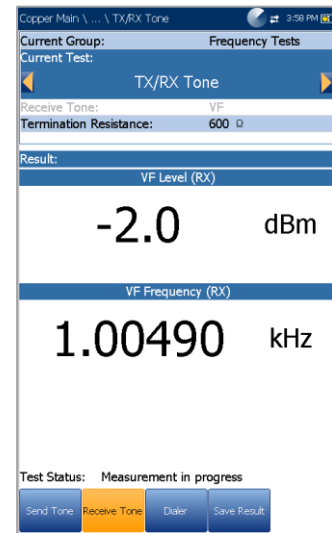 Copper Main \ ... \ TX/RX Tone 3:58 PM
Current Group: Frequency Tests
Current Test:
TX/RX Tone
Receive Tone: VF
Termination Resistance: 600 Ω
Result:
VF Level (RX)
-2.0 dBm
VF Frequency (RX)
1.00490 kHz
Test Status: Measurement in progress
Send Tone Receive Tone Dialer Save Result